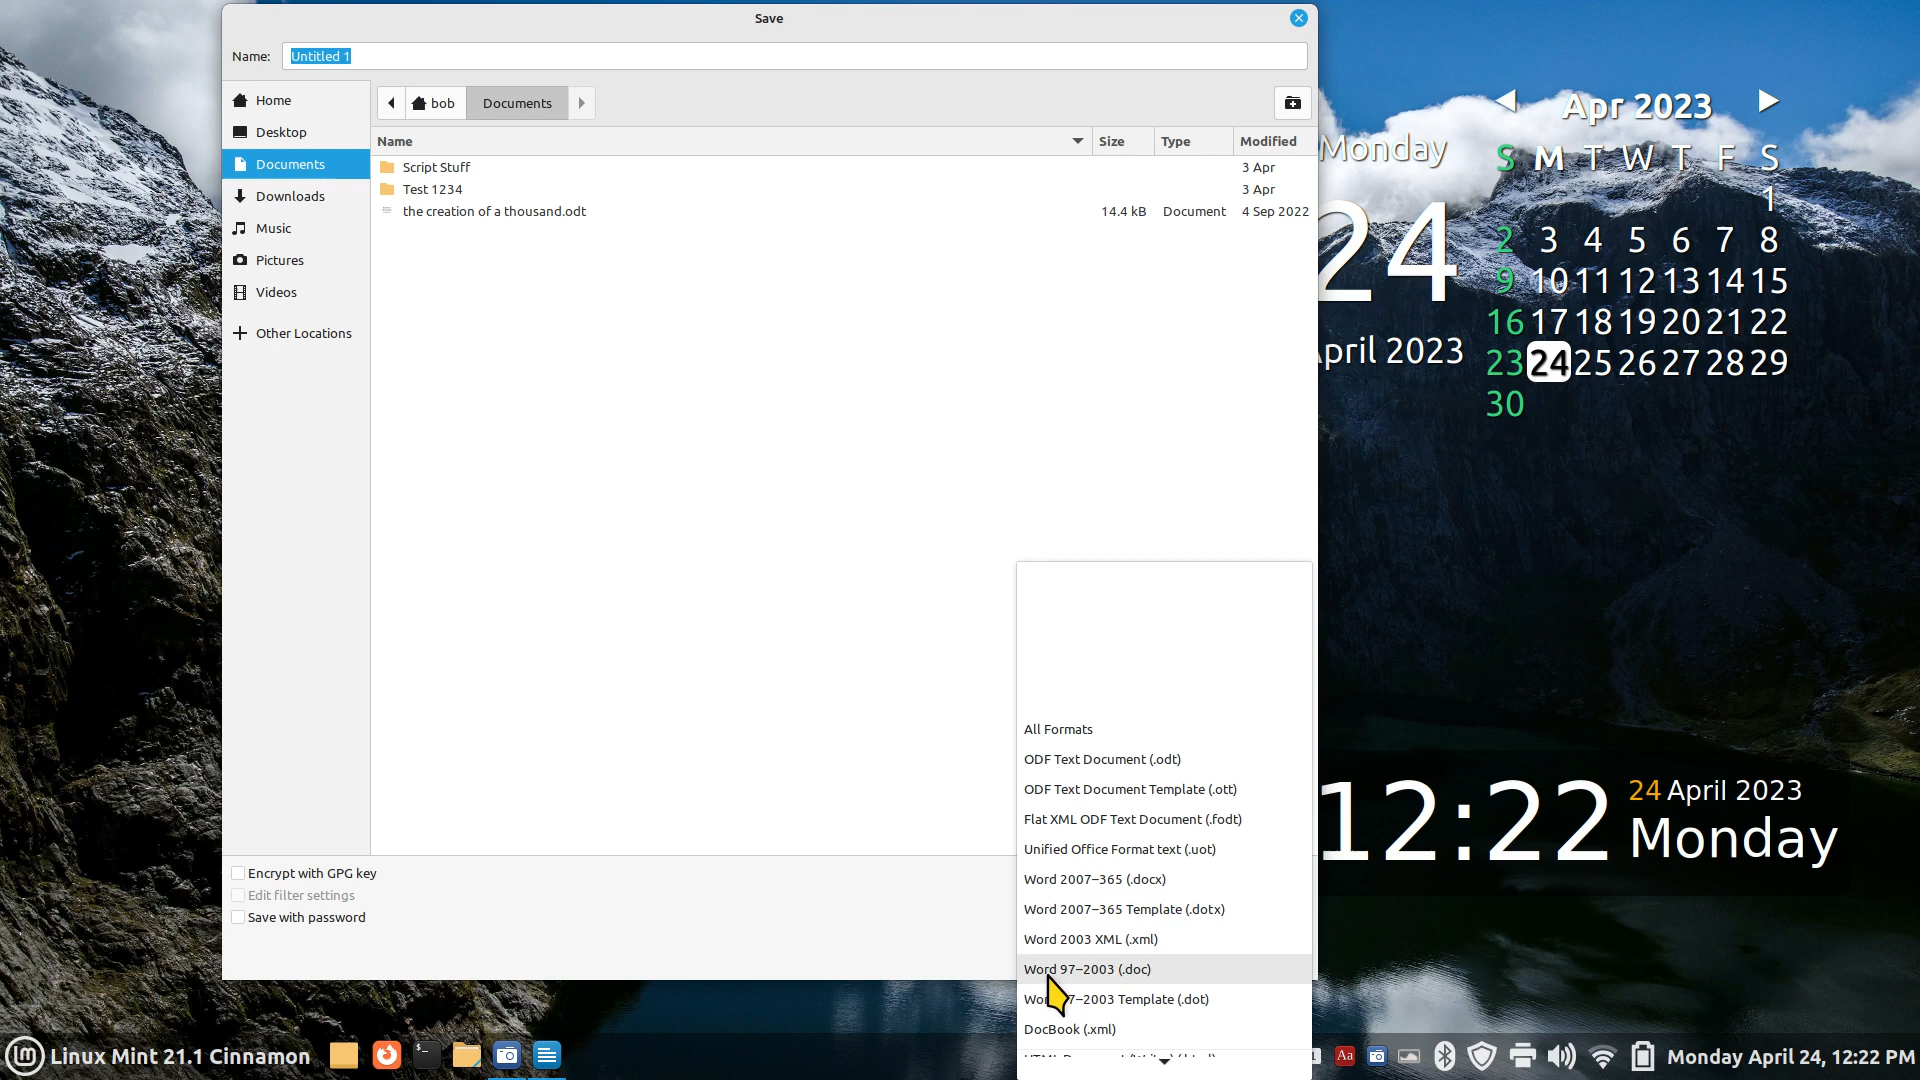 Save
Name: Untitled 1
Home
Desktop
Documents
Downloads
Music
Pictures
Videos
Other Locations
bob Documents
Name Size Type Modified
Script Stuff 3 Apr
Test 1234 3 Apr
the creation of a thousand.odt 14.4 kB Document 4 Sep 2022
Encrypt with GPG key
Edit filter settings
Save with password
All Formats
ODF Text Document (.odt)
ODF Text Document Template (.ott)
Flat XML ODF Text Document (.fodt)
Unified Office Format text (.uot)
Word 2007–365 (.docx)
Word 2007–365 Template (.dotx)
Word 2003 XML (.xml)
Word 97–2003 (.doc)
97–2003 Template (.dot)
DocBook (.xml)
Monday
24
April 2023
Apr 2023
S M T W T F S
1
2 3 4 5 6 7 8
9 10 11 12 13 14 15
16 17 18 19 20 21 22
23 24 25 26 27 28 29
30
12:22
24 April 2023
Monday
Linux Mint 21.1 Cinnamon
Aa
Monday April 24, 12:22 PM